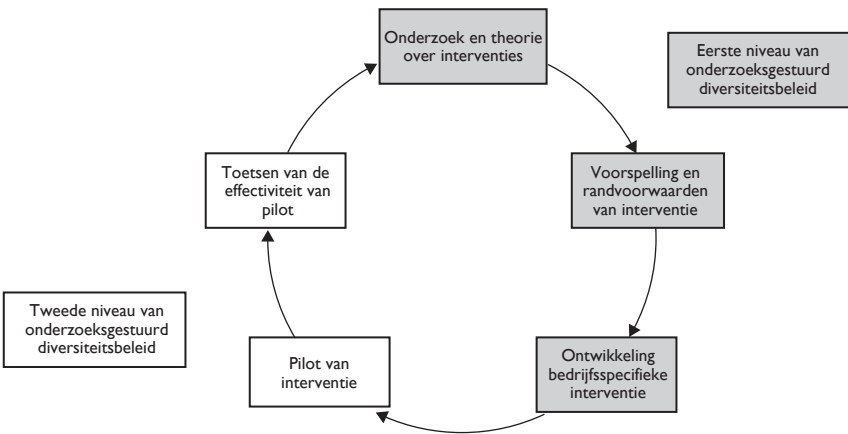 Onderzoek en theorie
over interventies
Eerste niveau van
onderzoeksgestuurd
diversiteitsbeleid
Toetsen van de
effectiviteit van
pilot
Voorspelling en
randvoorwaarden
van interventie
Tweede niveau van
onderzoeksgestuurd
diversiteitsbeleid
Pilot van
interventie
Ontwikkeling
bedrijfsspecifieke
interventie